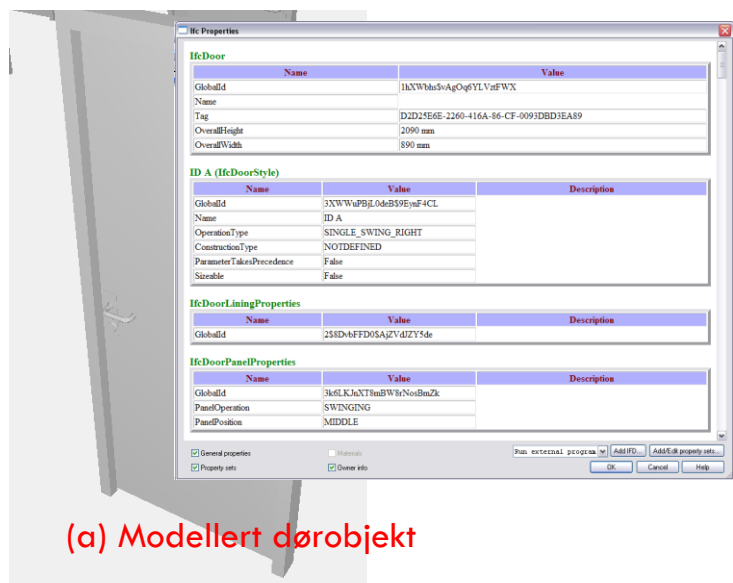 Ifc Properties
IfcDoor
Name Value
GlobalId 1hXWbhs$vAgOq6YLVztFWX
Name
Tag D2D25E6E-2260-416A-86-CF-0093DBD3EA89
OverallHeight 2090 mm
OverallWidth 890 mm
ID A (IfcDoorStyle)
Name Value Description
GlobalId 3XWWuPBjL0deB$9EynF4CL
Name ID A
OperationType SINGLE_SWING_RIGHT
ConstructionType NOTDEFINED
ParameterTakesPrecedence False
Sizeable False
IfcDoorLiningProperties
Name Value Description
GlobalId 2$8DvbFFD0$AjZVdJZY5de
IfcDoorPanelProperties
Name Value Description
GlobalId 3k6LKJnXT8mBW8rNosBmZk
PanelOperation SWINGING
PanelPosition MIDDLE
General properties Materials Run external program Add IFD... Add/Edit property sets...
Property sets Owner info OK Cancel Help
(a) Modellert dørobjekt